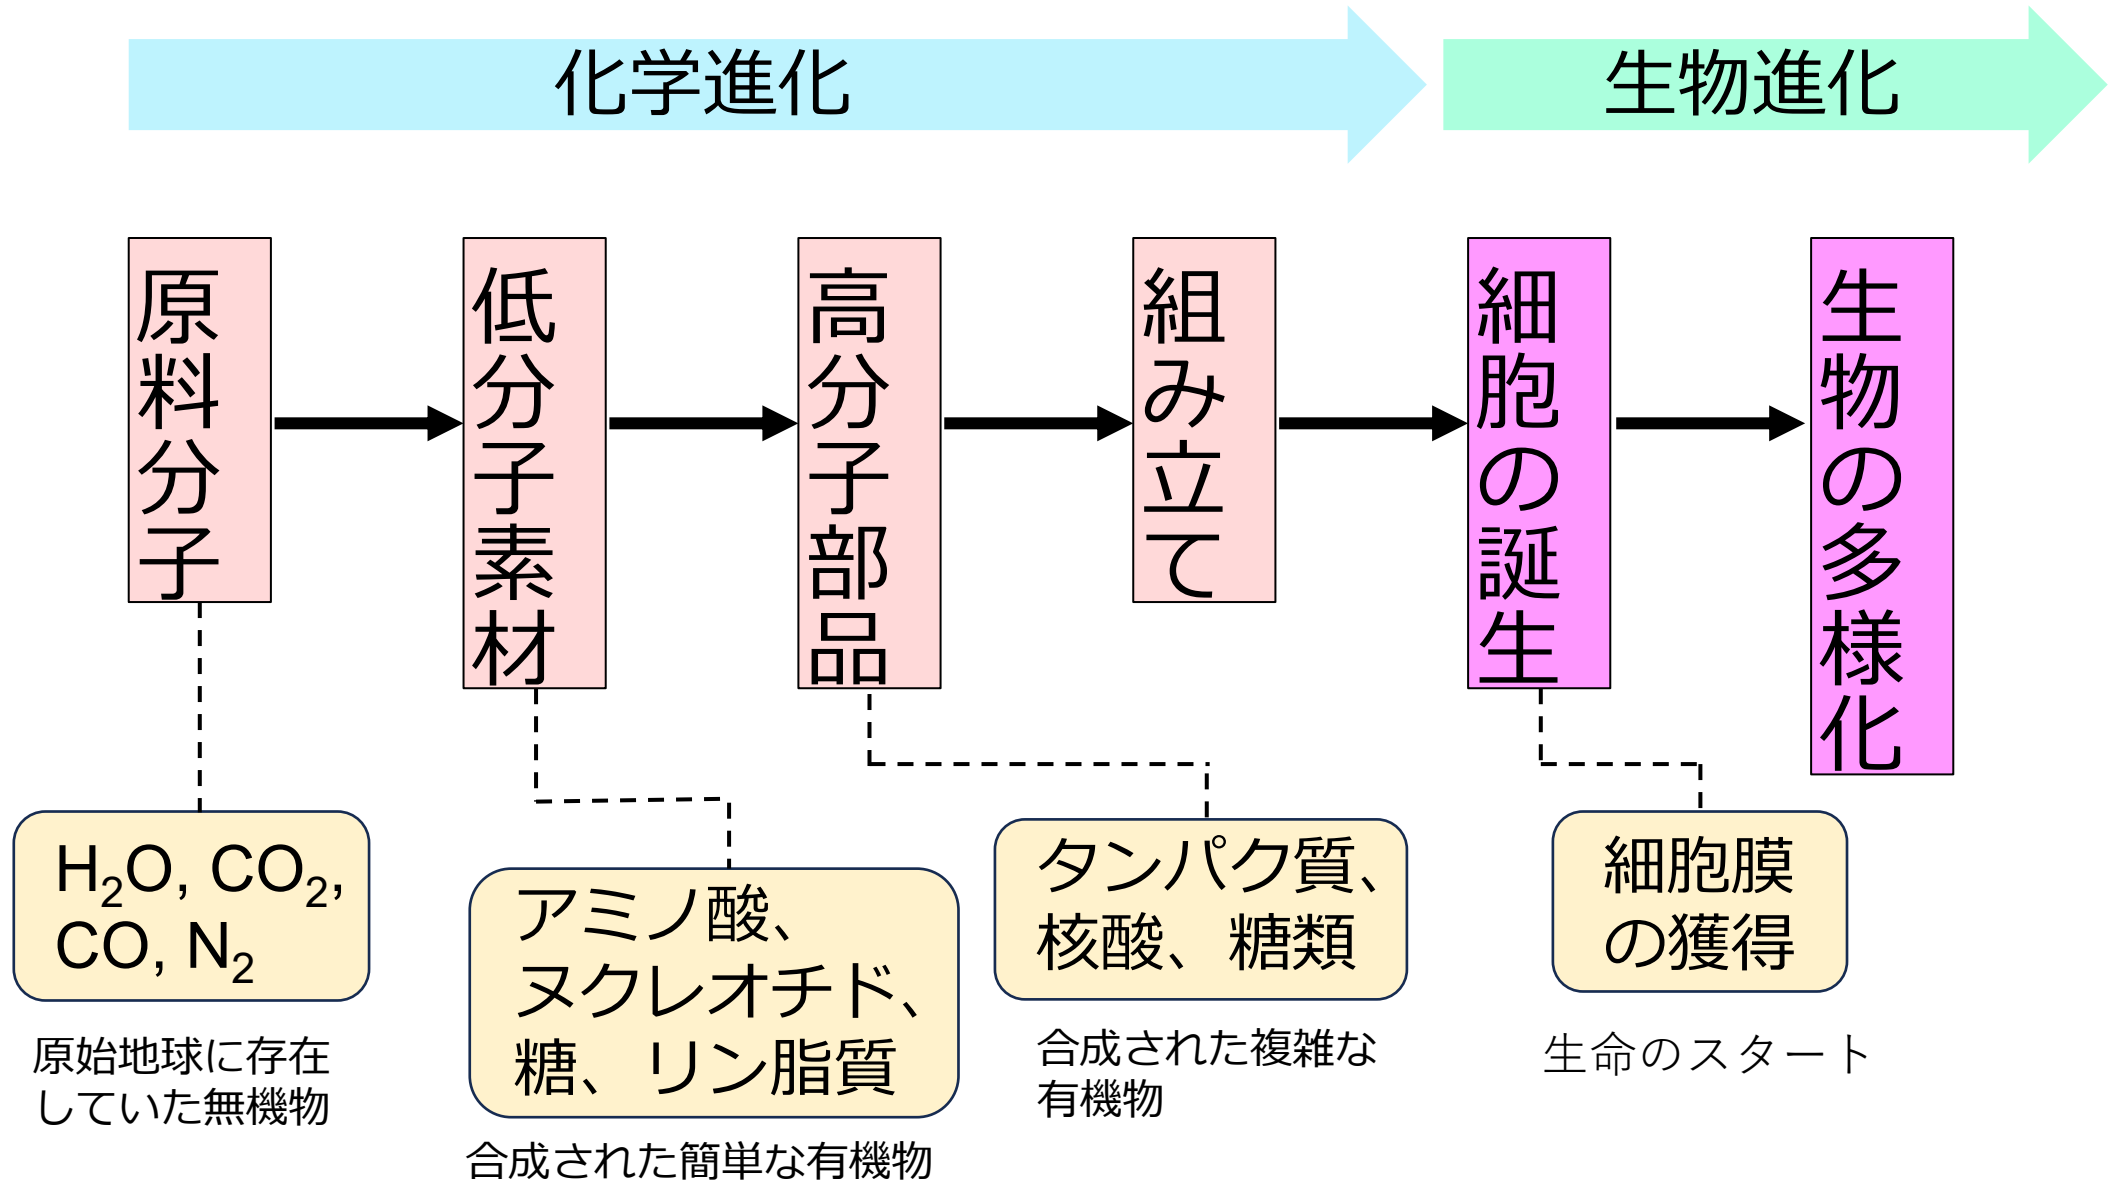 化学進化
生物進化
原料分子
低分子素材
高分子部品
組み立て
細胞の誕生
生物の多様化
H₂O, CO₂,
CO, N₂
原始地球に存在
していた無機物
アミノ酸、
ヌクレオチド、
糖、リン脂質
合成された簡単な有機物
タンパク質、
核酸、糖類
合成された複雑な
有機物
細胞膜
の獲得
生命のスタート